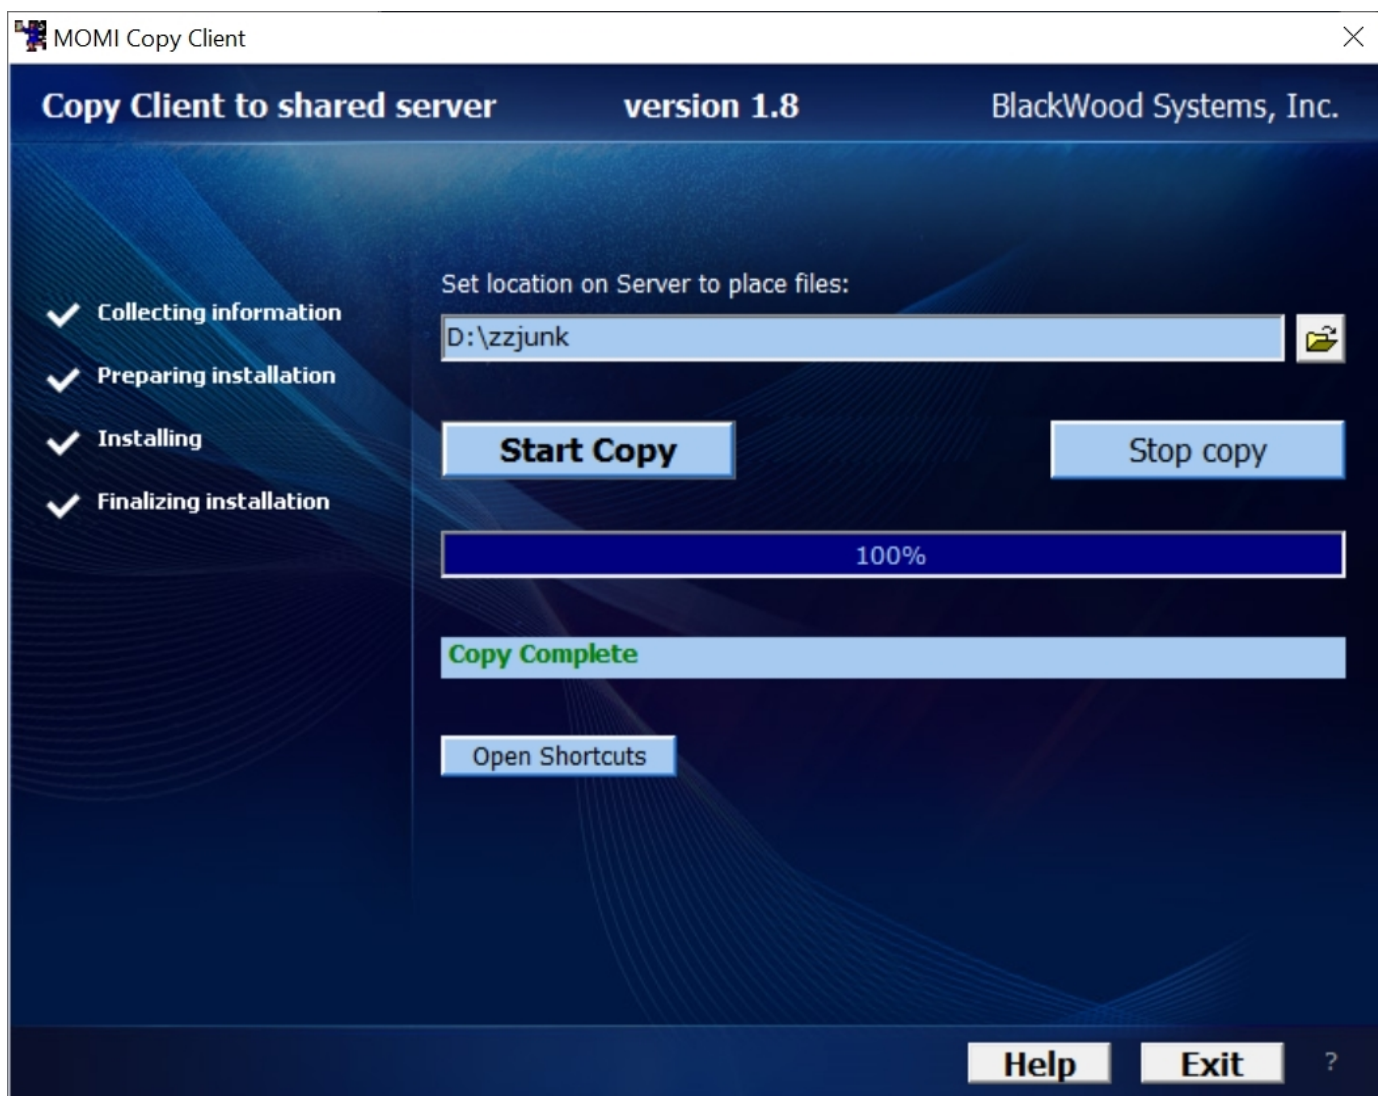 MOMI Copy Client
Copy Client to shared server version 1.8 BlackWood Systems, Inc.
Set location on Server to place files:
D:\zzjunk
Collecting information
Preparing installation
Installing
Finalizing installation
Start Copy Stop copy
100%
Copy Complete
Open Shortcuts
Help Exit ?